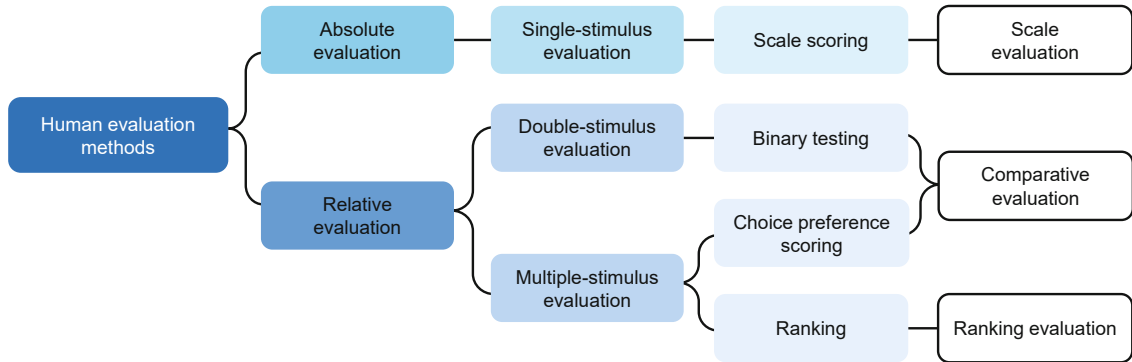 Human evaluation
methods
Absolute
evaluation
Single-stimulus
evaluation
Scale scoring
Scale
evaluation
Relative
evaluation
Double-stimulus
evaluation
Binary testing
Comparative
evaluation
Choice preference
scoring
Multiple-stimulus
evaluation
Ranking
Ranking evaluation